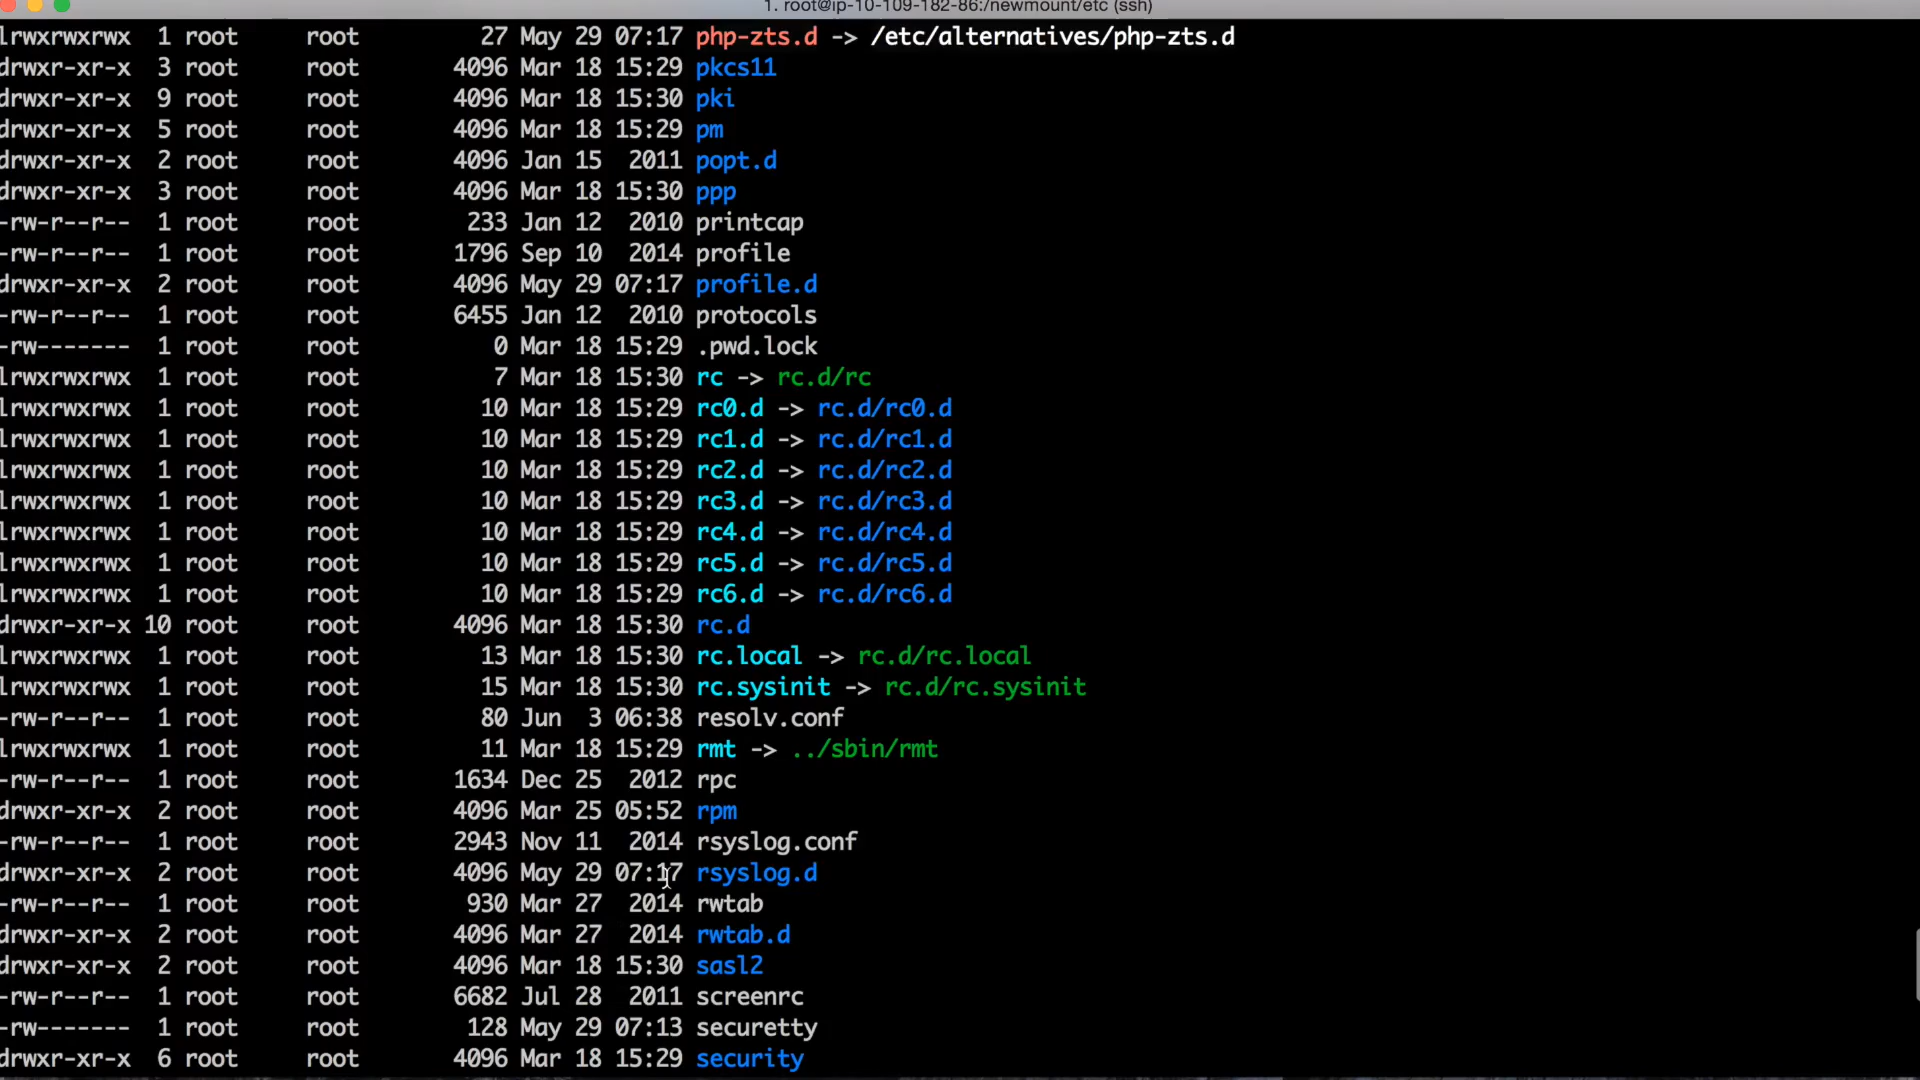 1. root@ip-10-109-182-86:/newmount/etc (ssh)
lrwxrwxrwx 1 root root 27 May 29 07:17 php-zts.d -> /etc/alternatives/php-zts.d
drwxr-xr-x 3 root root 4096 Mar 18 15:29 pkcs11
drwxr-xr-x 9 root root 4096 Mar 18 15:30 pki
drwxr-xr-x 5 root root 4096 Mar 18 15:29 pm
drwxr-xr-x 2 root root 4096 Jan 15 2011 popt.d
drwxr-xr-x 3 root root 4096 Mar 18 15:30 ppp
-rw-r--r-- 1 root root 233 Jan 12 2010 printcap
-rw-r--r-- 1 root root 1796 Sep 10 2014 profile
drwxr-xr-x 2 root root 4096 May 29 07:17 profile.d
-rw-r--r-- 1 root root 6455 Jan 12 2010 protocols
-rw------- 1 root root 0 Mar 18 15:29 .pwd.lock
lrwxrwxrwx 1 root root 7 Mar 18 15:30 rc -> rc.d/rc
lrwxrwxrwx 1 root root 10 Mar 18 15:29 rc0.d -> rc.d/rc0.d
lrwxrwxrwx 1 root root 10 Mar 18 15:29 rc1.d -> rc.d/rc1.d
lrwxrwxrwx 1 root root 10 Mar 18 15:29 rc2.d -> rc.d/rc2.d
lrwxrwxrwx 1 root root 10 Mar 18 15:29 rc3.d -> rc.d/rc3.d
lrwxrwxrwx 1 root root 10 Mar 18 15:29 rc4.d -> rc.d/rc4.d
lrwxrwxrwx 1 root root 10 Mar 18 15:29 rc5.d -> rc.d/rc5.d
lrwxrwxrwx 1 root root 10 Mar 18 15:29 rc6.d -> rc.d/rc6.d
drwxr-xr-x 10 root root 4096 Mar 18 15:30 rc.d
lrwxrwxrwx 1 root root 13 Mar 18 15:30 rc.local -> rc.d/rc.local
lrwxrwxrwx 1 root root 15 Mar 18 15:30 rc.sysinit -> rc.d/rc.sysinit
-rw-r--r-- 1 root root 80 Jun 3 06:38 resolv.conf
lrwxrwxrwx 1 root root 11 Mar 18 15:29 rmt -> ../sbin/rmt
-rw-r--r-- 1 root root 1634 Dec 25 2012 rpc
drwxr-xr-x 2 root root 4096 Mar 25 05:52 rpm
-rw-r--r-- 1 root root 2943 Nov 11 2014 rsyslog.conf
drwxr-xr-x 2 root root 4096 May 29 07:17 rsyslog.d
-rw-r--r-- 1 root root 930 Mar 27 2014 rwtab
drwxr-xr-x 2 root root 4096 Mar 27 2014 rwtab.d
drwxr-xr-x 2 root root 4096 Mar 18 15:30 sasl2
-rw-r--r-- 1 root root 6682 Jul 28 2011 screenrc
-rw------- 1 root root 128 May 29 07:13 securetty
drwxr-xr-x 6 root root 4096 Mar 18 15:29 security